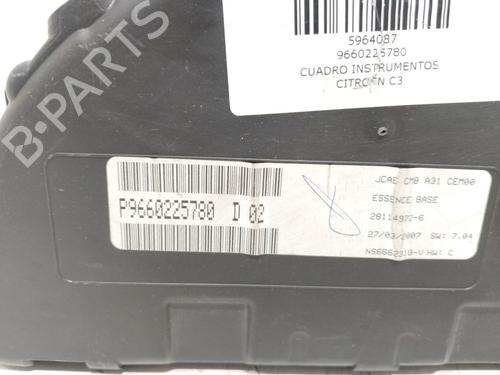 5964087
9660225780
CUADRO INSTRUMENTOS
CITROEN C3
B-PARTS
P9660225780 D 02
JCAE CMB A31 CEM00
ESSENCE BASE
28114972-6
27/03/2007 SW: 7.04
NS6662318-V HW: C